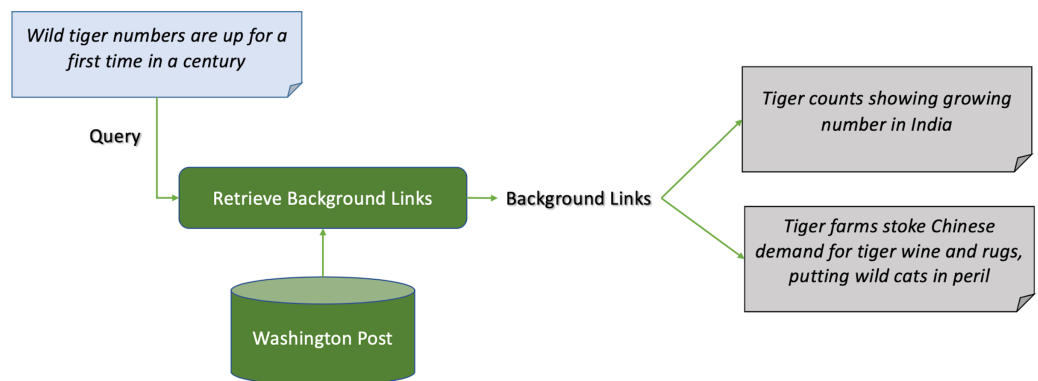 Wild tiger numbers are up for a
first time in a century
Query
Retrieve Background Links
Background Links
Washington Post
Tiger counts showing growing
number in India
Tiger farms stoke Chinese
demand for tiger wine and rugs,
putting wild cats in peril